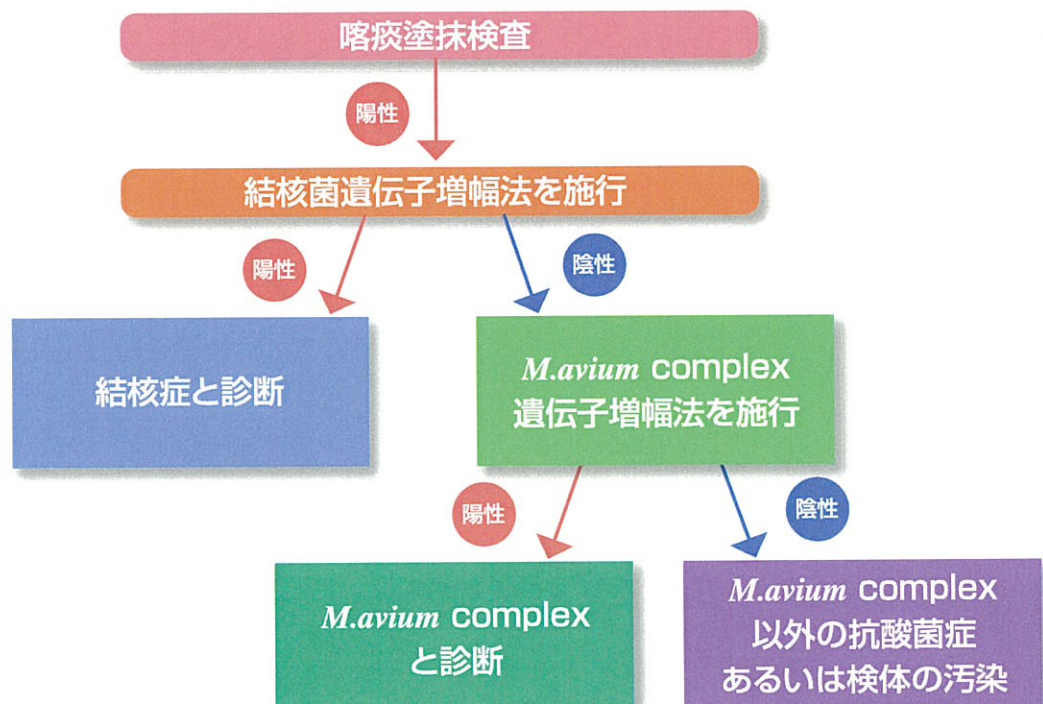 喀痰塗抹検査
陽性
結核菌遺伝子増幅法を施行
陽性
陰性
結核症と診断
M.avium complex
遺伝子増幅法を施行
陽性
陰性
M.avium complex
と診断
M.avium complex
以外の抗酸菌症
あるいは検体の汚染